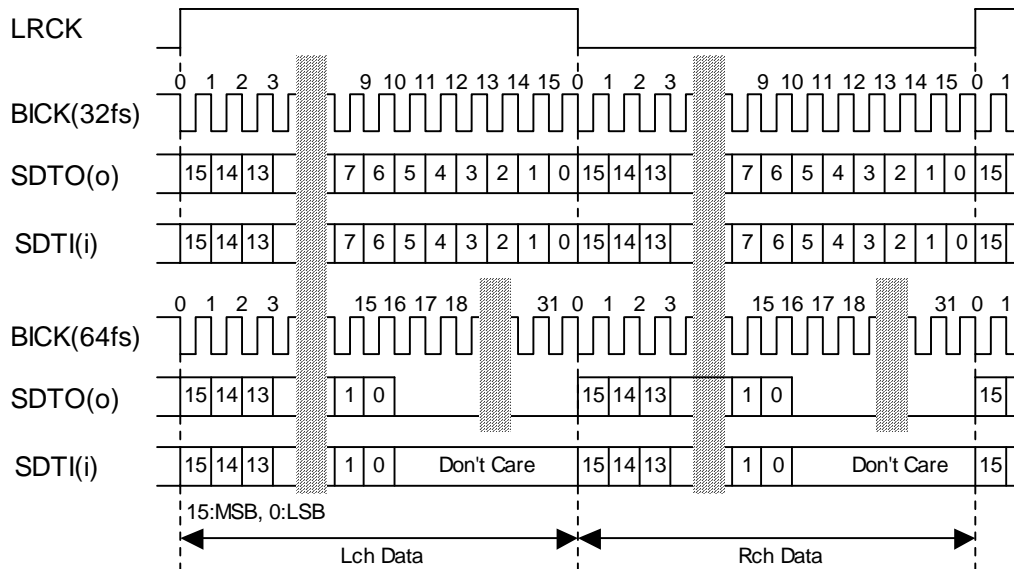 LRCK
0 1 2 3 9 10 11 12 13 14 15 0 1 2 3 9 10 11 12 13 14 15 0 1
BICK(32fs)
SDTO(o) 15 14 13 7 6 5 4 3 2 1 0 15 14 13 7 6 5 4 3 2 1 0 15
SDTI(i) 15 14 13 7 6 5 4 3 2 1 0 15 14 13 7 6 5 4 3 2 1 0 15
0 1 2 3 15 16 17 18 31 0 1 2 3 15 16 17 18 31 0 1
BICK(64fs)
SDTO(o) 15 14 13 1 0 15 14 13 1 0 15
SDTI(i) 15 14 13 1 0 Don't Care 15 14 13 1 0 Don't Care 15
15:MSB, 0:LSB
Lch Data Rch Data